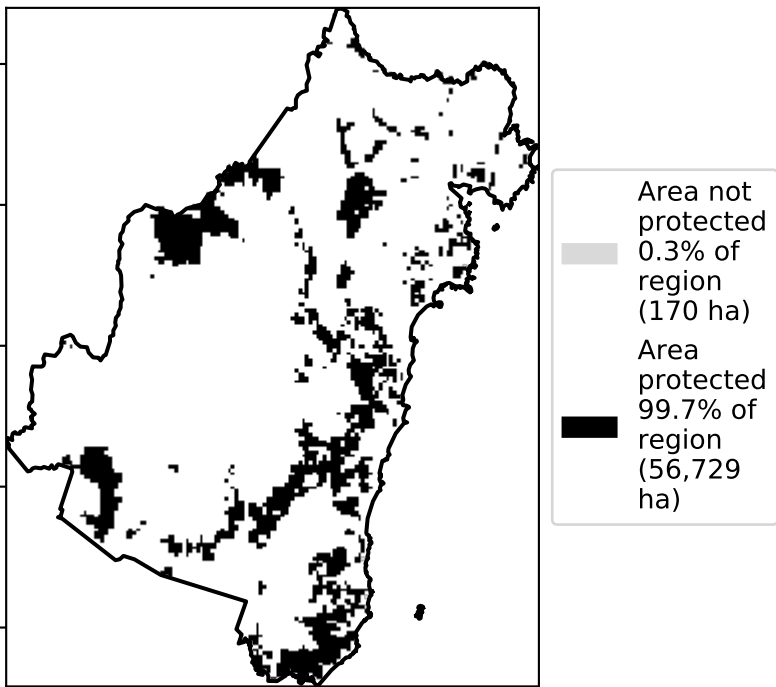 Area not
protected
0.3% of
region
(170 ha)
Area
protected
99.7% of
region
(56,729
ha)